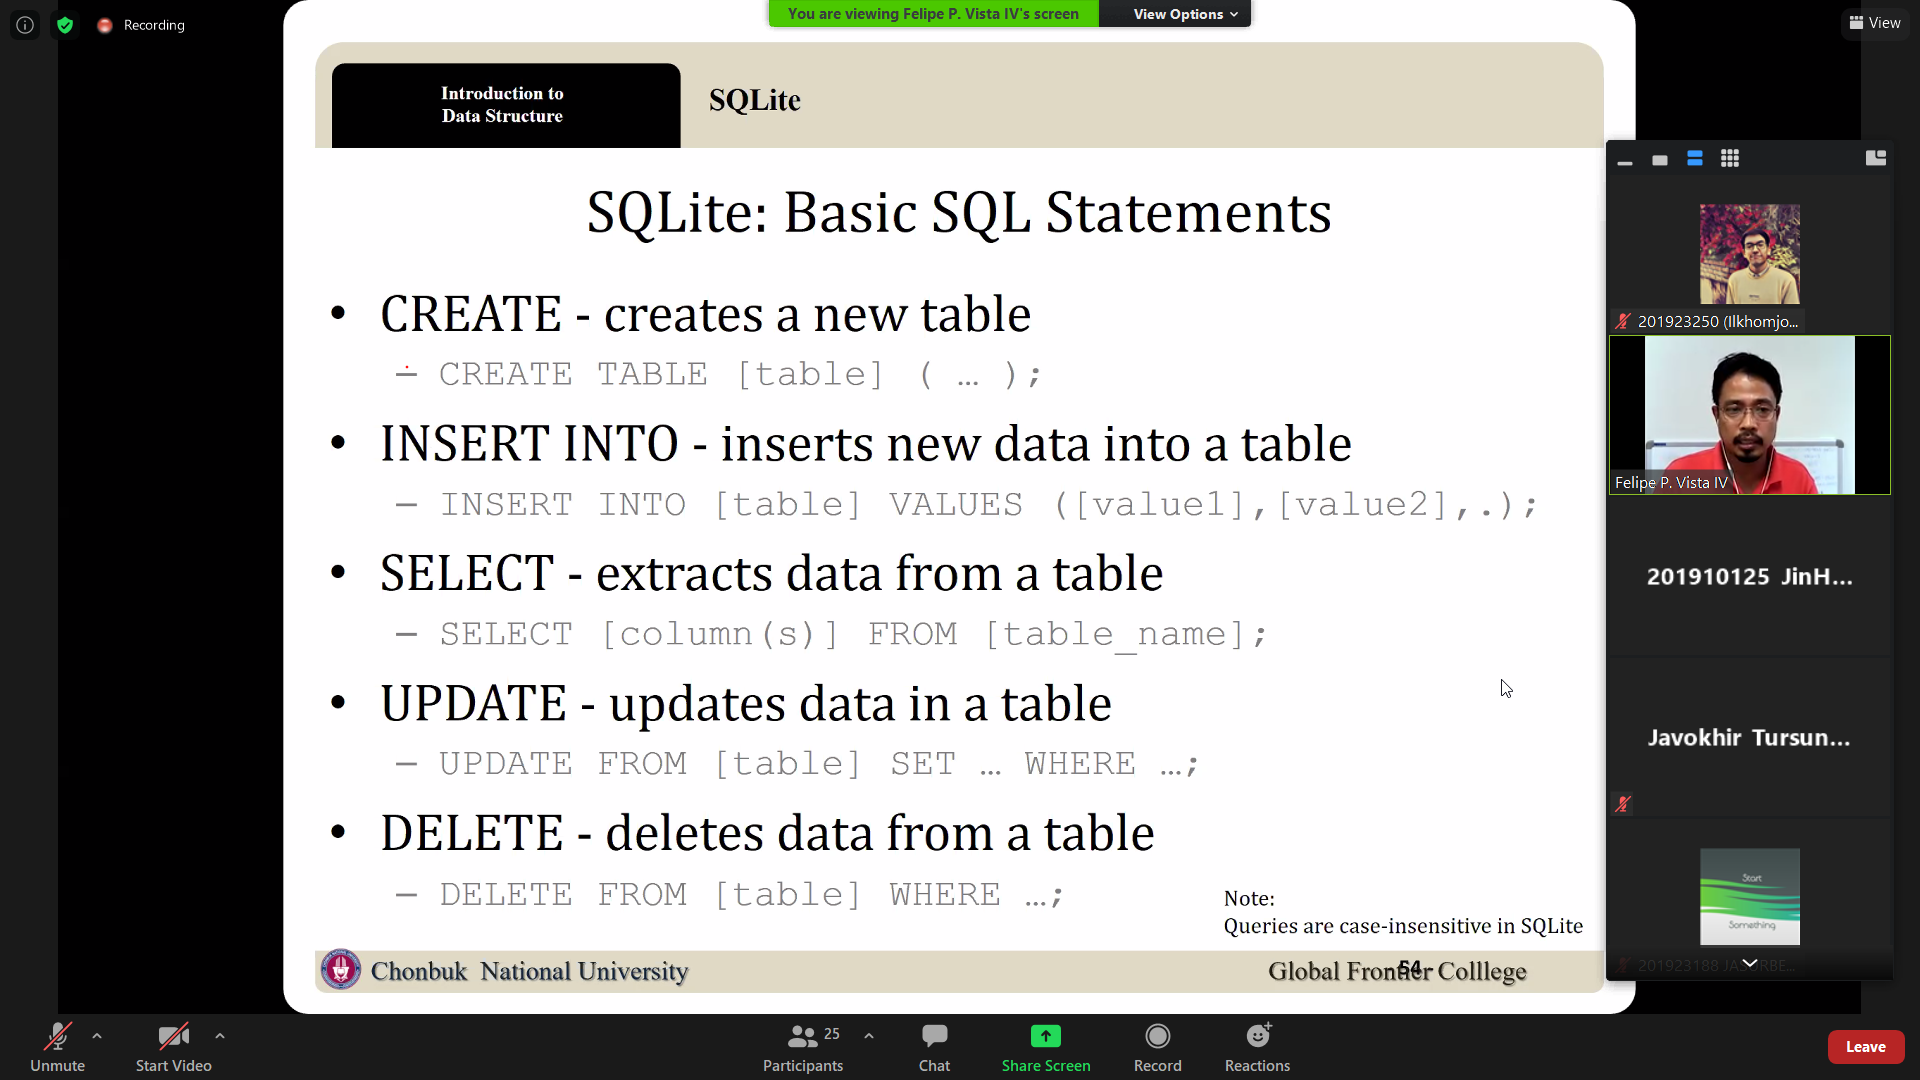 Recording
You are viewing Felipe P. Vista IV's screen
View Options
View
Introduction to
Data Structure
SQLite
SQLite: Basic SQL Statements
• CREATE - creates a new table
– CREATE TABLE [table] ( … );
• INSERT INTO - inserts new data into a table
– INSERT INTO [table] VALUES ([value1],[value2],.);
• SELECT - extracts data from a table
– SELECT [column(s)] FROM [table_name];
• UPDATE - updates data in a table
– UPDATE FROM [table] SET … WHERE …;
• DELETE - deletes data from a table
– DELETE FROM [table] WHERE …;
Note:
Queries are case-insensitive in SQLite
Chonbuk National University
Global Frontier Colllege
54
201923250 (Ilkhomjo...
Felipe P. Vista IV
201910125 JinH...
Javokhir Tursun...
Start
Something
201923188 JASURBE...
Unmute
Start Video
25
Participants
Chat
Share Screen
Record
Reactions
Leave